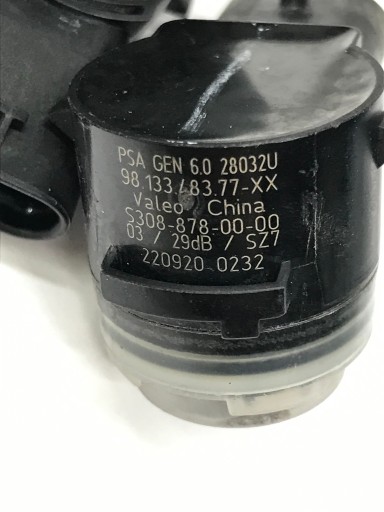 PSA GEN 6.0 28032U
98.133.83.77-XX
Valeo China
S308-878-00-00
03 / 29dB / SZ7
220920 0232